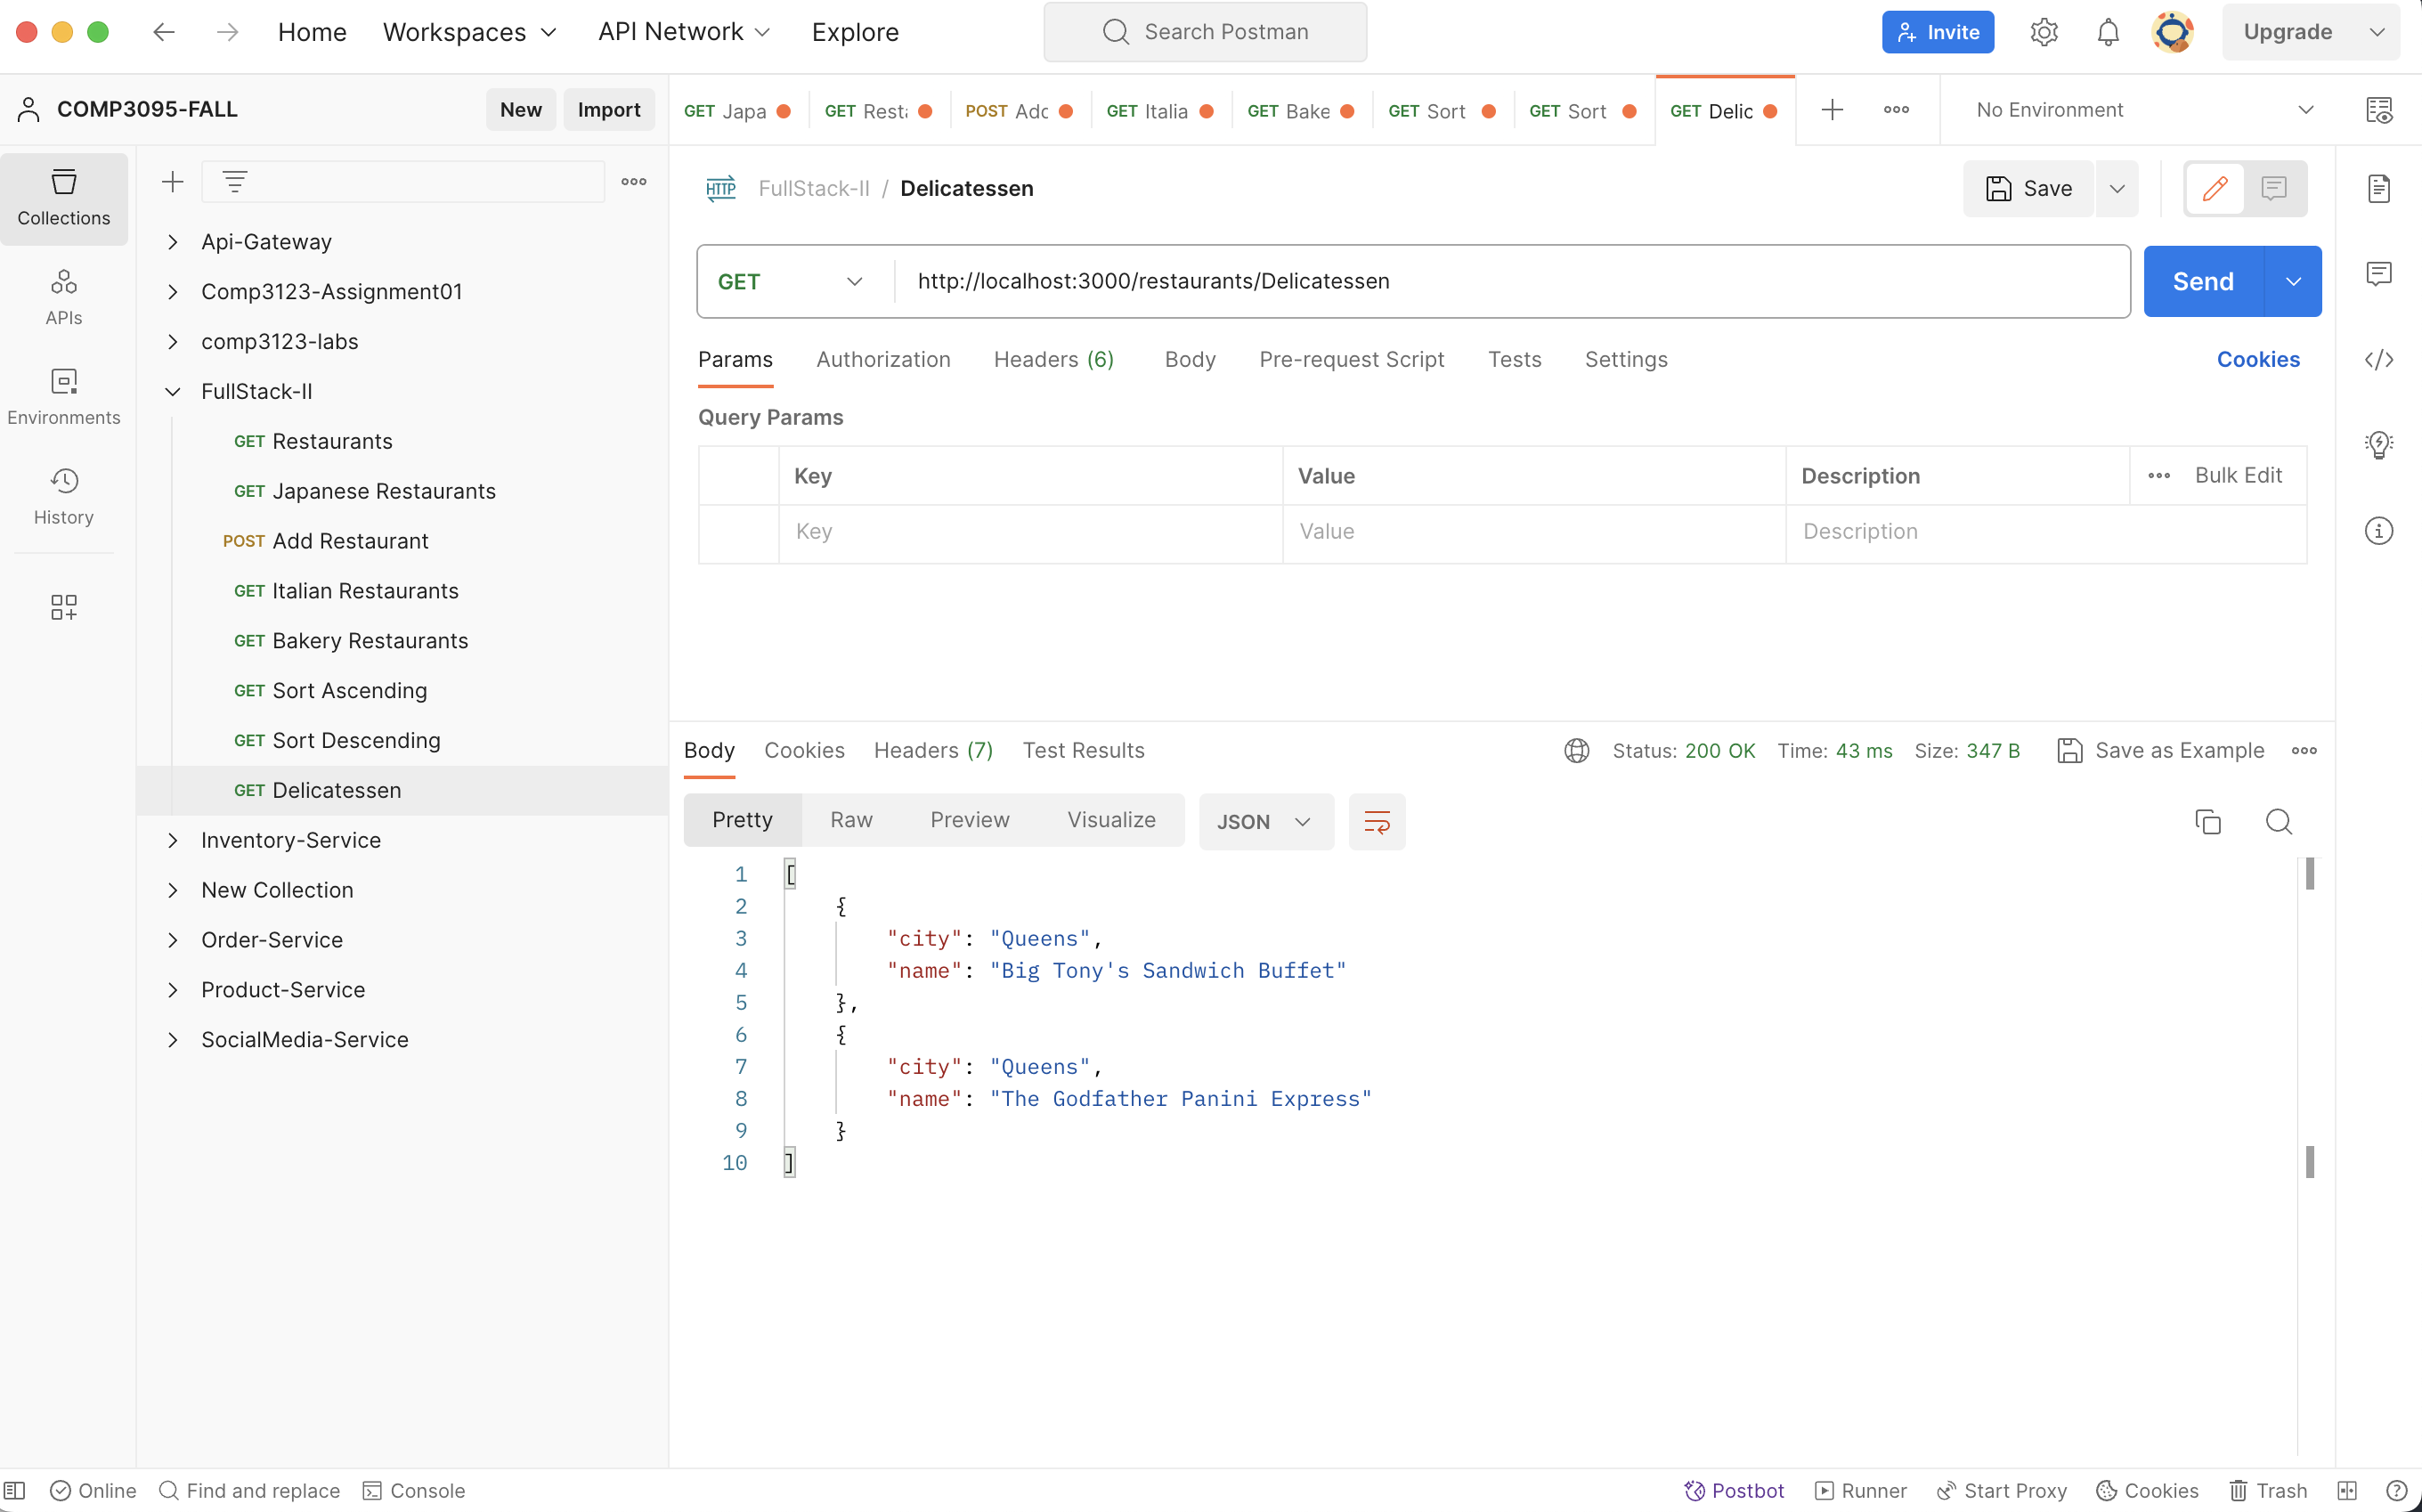 Home Workspaces API Network Explore Search Postman Invite Upgrade
COMP3095-FALL New Import
GET Japa GET Rest POST Adc GET Italia GET Bake GET Sort GET Sort GET Delic No Environment
Collections
APIs
Environments
History
Api-Gateway
Comp3123-Assignment01
comp3123-labs
FullStack-II
GET Restaurants
GET Japanese Restaurants
POST Add Restaurant
GET Italian Restaurants
GET Bakery Restaurants
GET Sort Ascending
GET Sort Descending
GET Delicatessen
Inventory-Service
New Collection
Order-Service
Product-Service
SocialMedia-Service
HTTP FullStack-II / Delicatessen Save
GET http://localhost:3000/restaurants/Delicatessen Send
Params Authorization Headers (6) Body Pre-request Script Tests Settings Cookies
Query Params
Key Value Description Bulk Edit
Key Value Description
Body Cookies Headers (7) Test Results Status: 200 OK Time: 43 ms Size: 347 B Save as Example
Pretty Raw Preview Visualize JSON
1 [
2 {
3 "city": "Queens",
4 "name": "Big Tony's Sandwich Buffet"
5 },
6 {
7 "city": "Queens",
8 "name": "The Godfather Panini Express"
9 }
10 ]
Online Find and replace Console Postbot Runner Start Proxy Cookies Trash